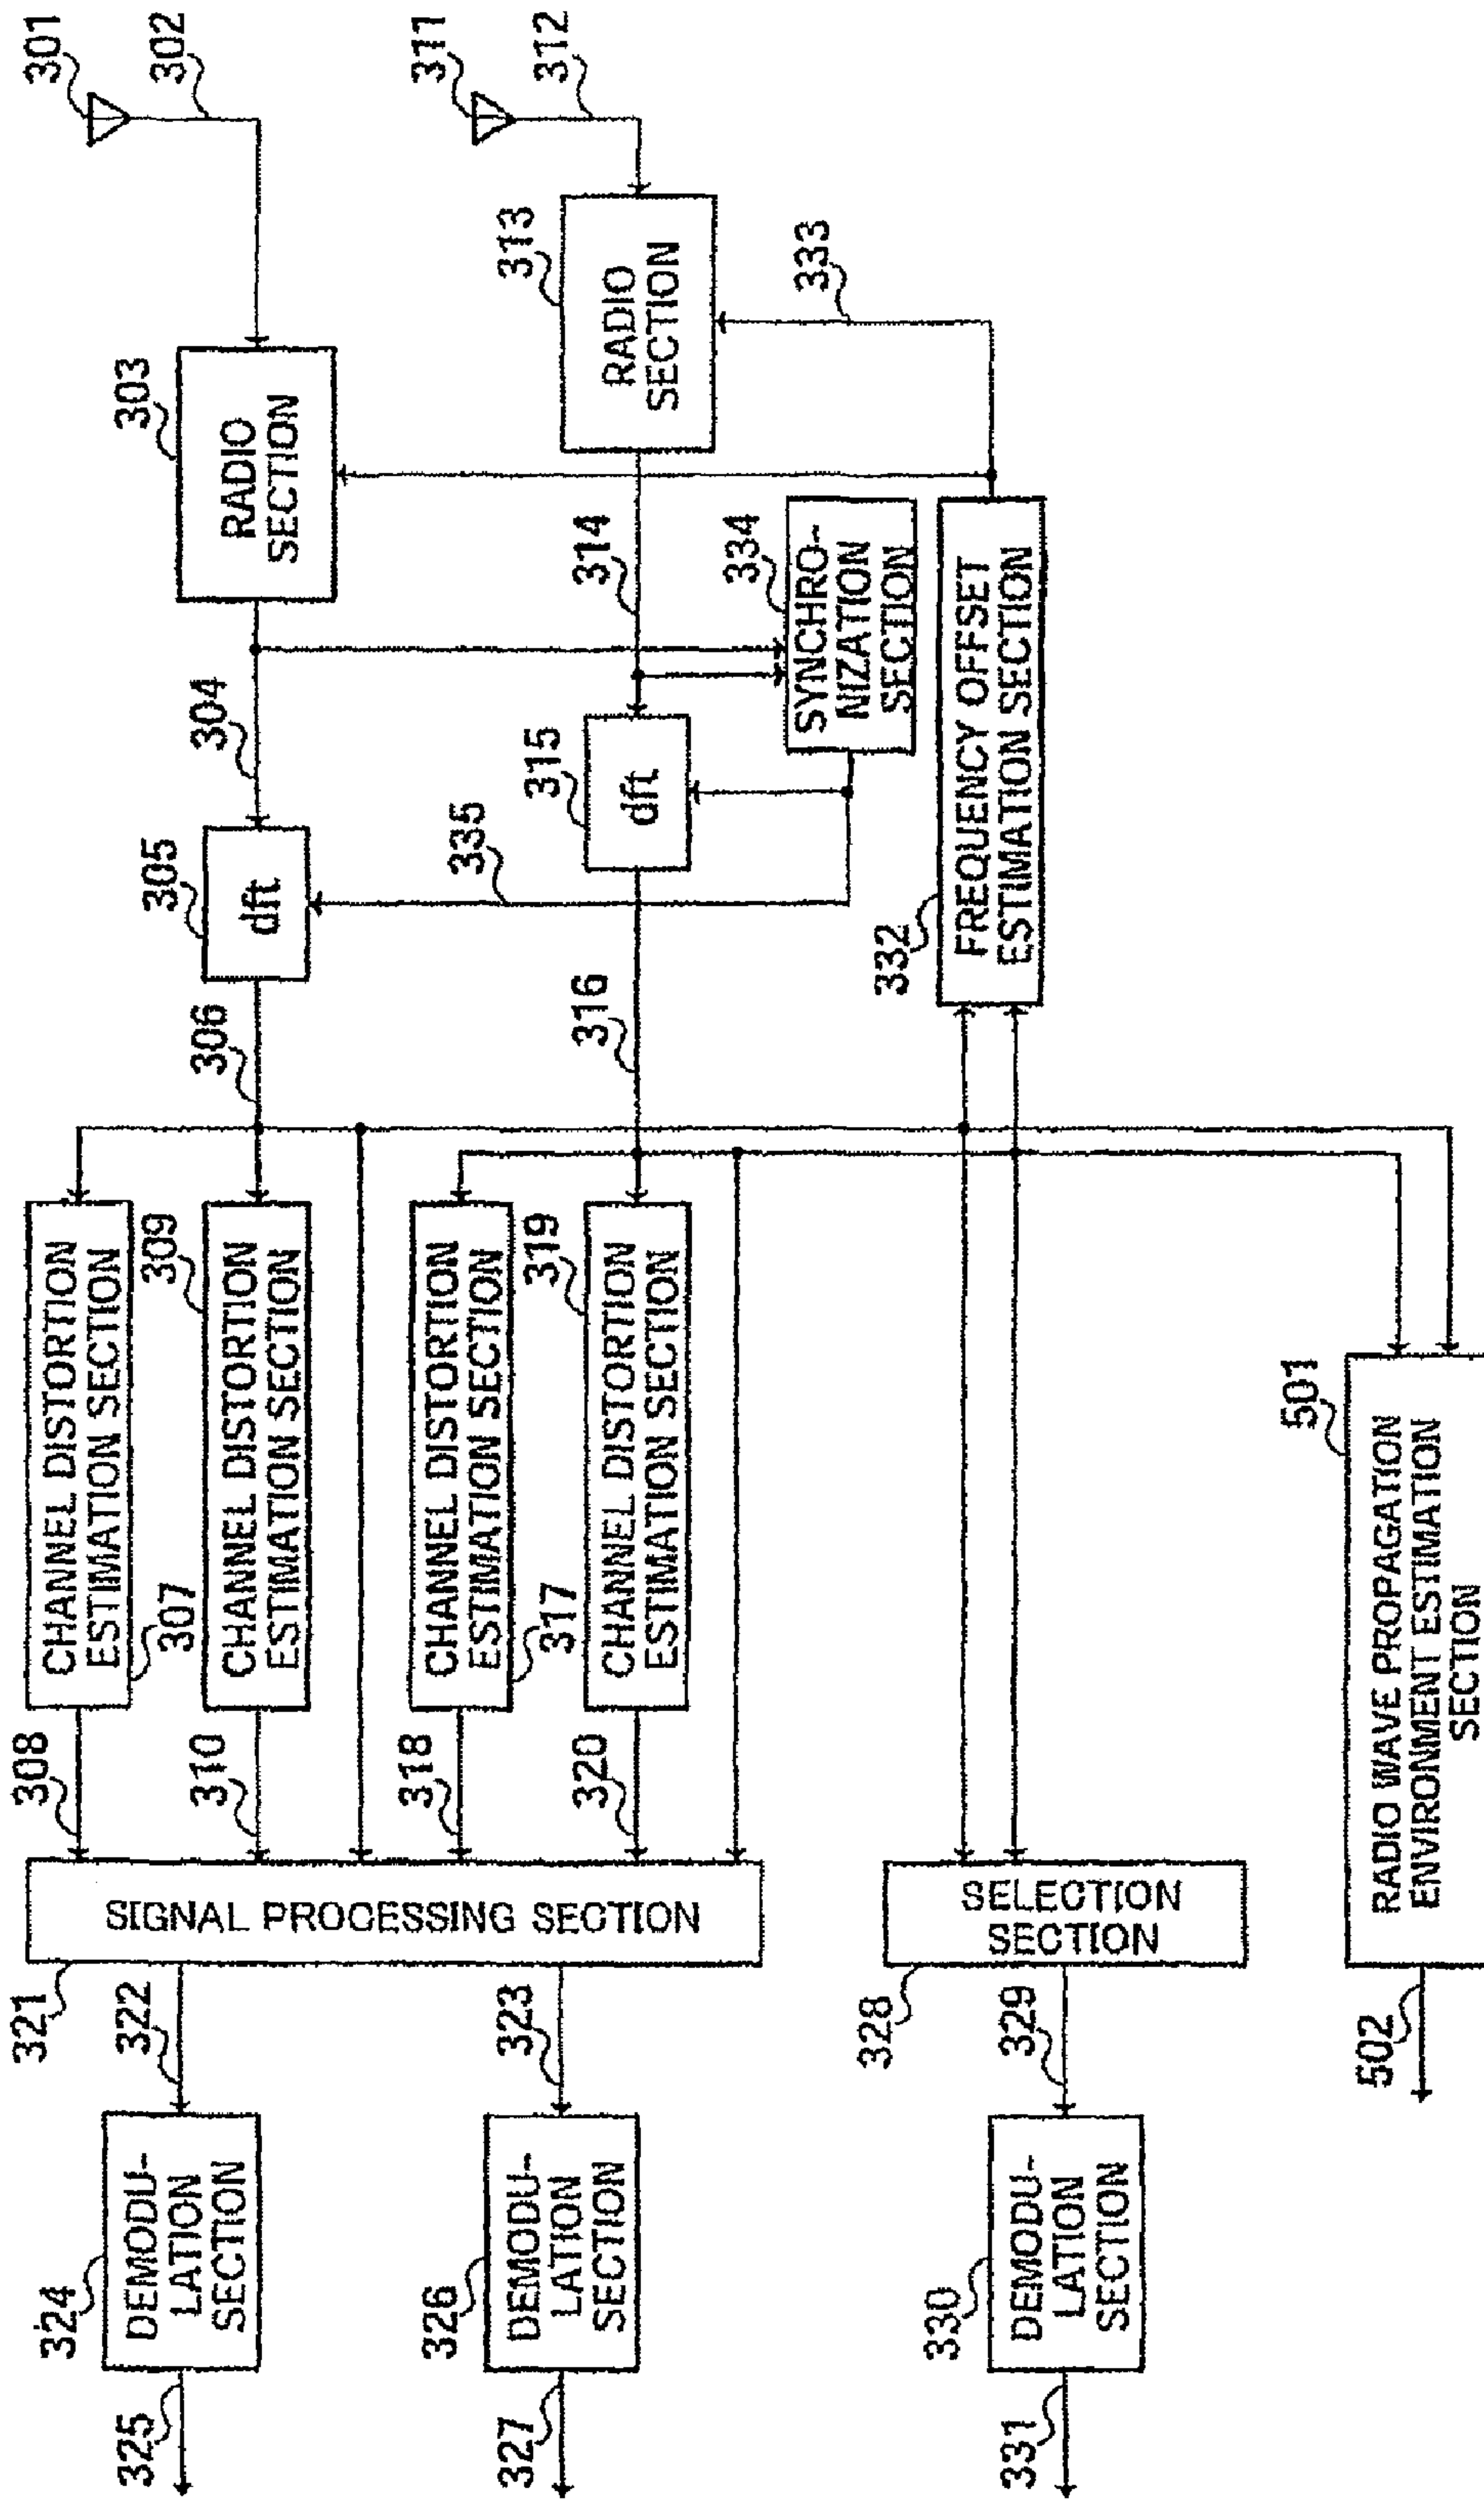 301
302
303
RADIO
SECTION
304
305
dft
306
307
CHANNEL DISTORTION
ESTIMATION SECTION
308
309
CHANNEL DISTORTION
ESTIMATION SECTION
310
311
312
313
RADIO
SECTION
314
315
dft
316
317
CHANNEL DISTORTION
ESTIMATION SECTION
318
319
CHANNEL DISTORTION
ESTIMATION SECTION
320
321
SIGNAL PROCESSING SECTION
322
323
324
DEMODU-
LATION
SECTION
325
326
DEMODU-
LATION
SECTION
327
328
SELECTION
SECTION
329
330
DEMODU-
LATION
SECTION
331
332
FREQUENCY OFFSET
ESTIMATION SECTION
333
334
SYNCHRO-
NIZATION
SECTION
335
501
RADIO WAVE PROPAGATION
ENVIRONMENT ESTIMATION
SECTION
502